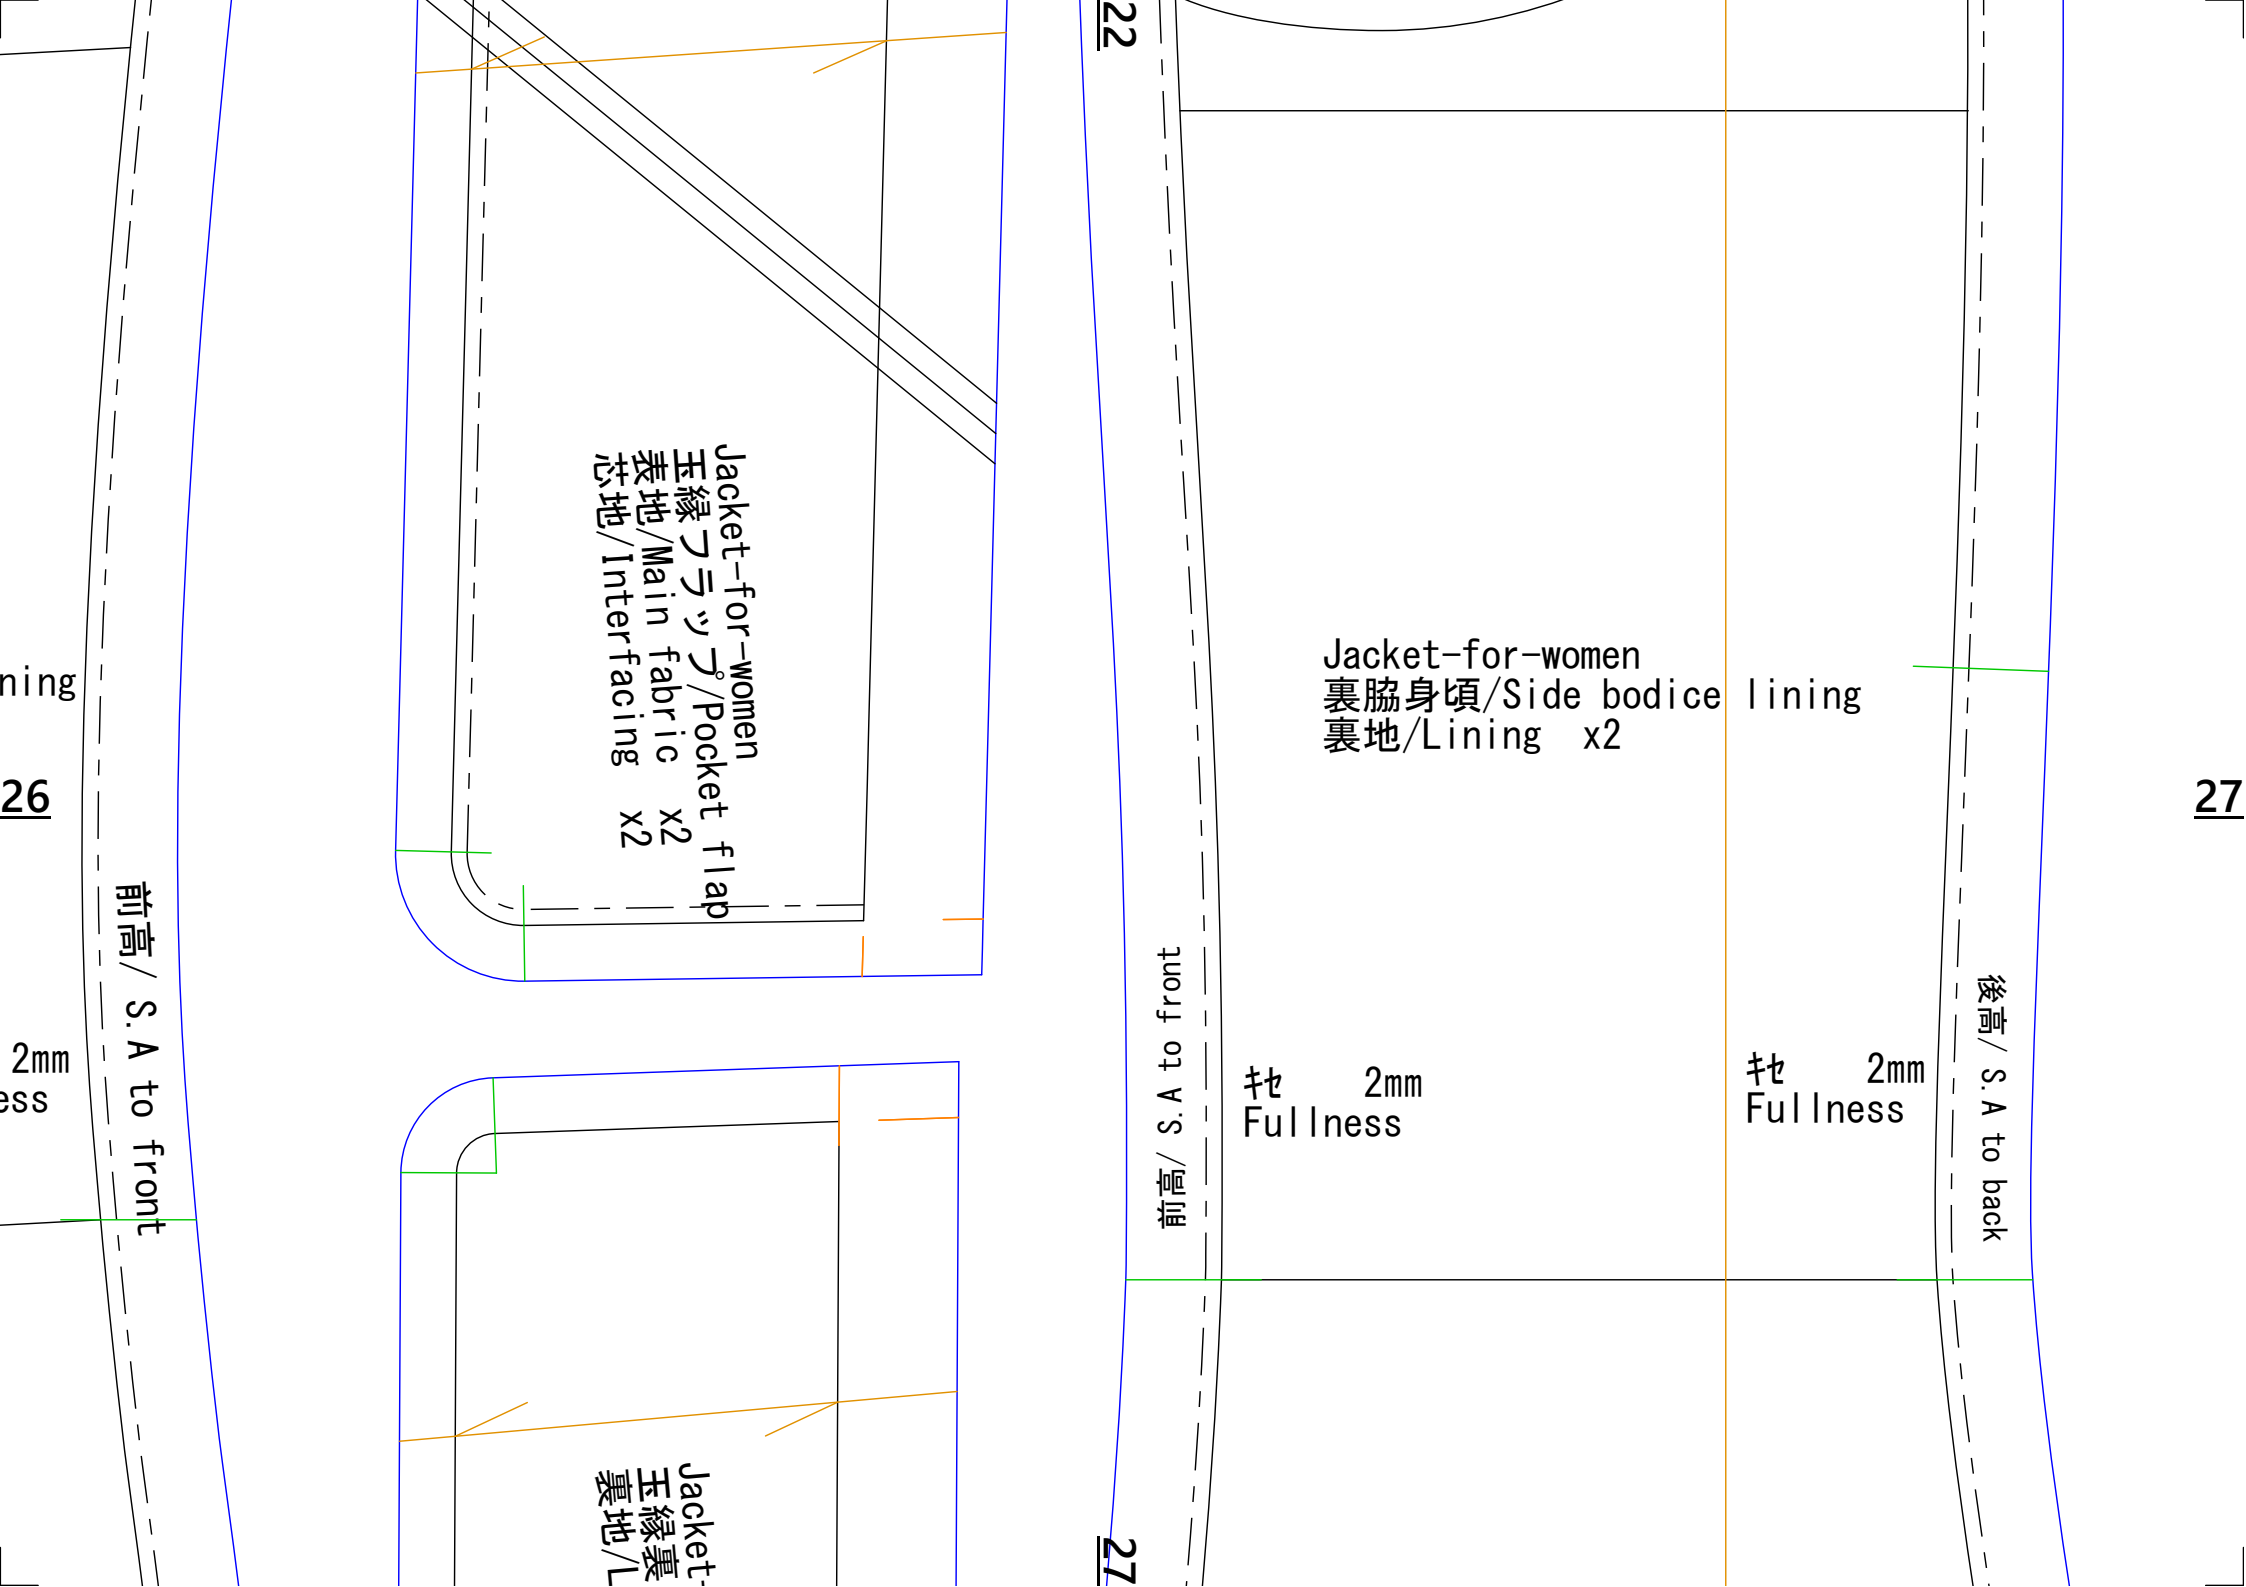 22
ning
26
2mm
ess
前高/ S.A to front
Jacket-for-women
玉縁フラップ/Pocket flap
表地/Main fabric x2
芯地/Interfacing x2
Jacket-for-women
裏脇身頃/Side bodice lining
裏地/Lining x2
27
前高/ S.A to front
キセ 2mm
Fullness
キセ 2mm
Fullness
後高/ S.A to back
Jacket-
玉縁裏
裏地/L
27